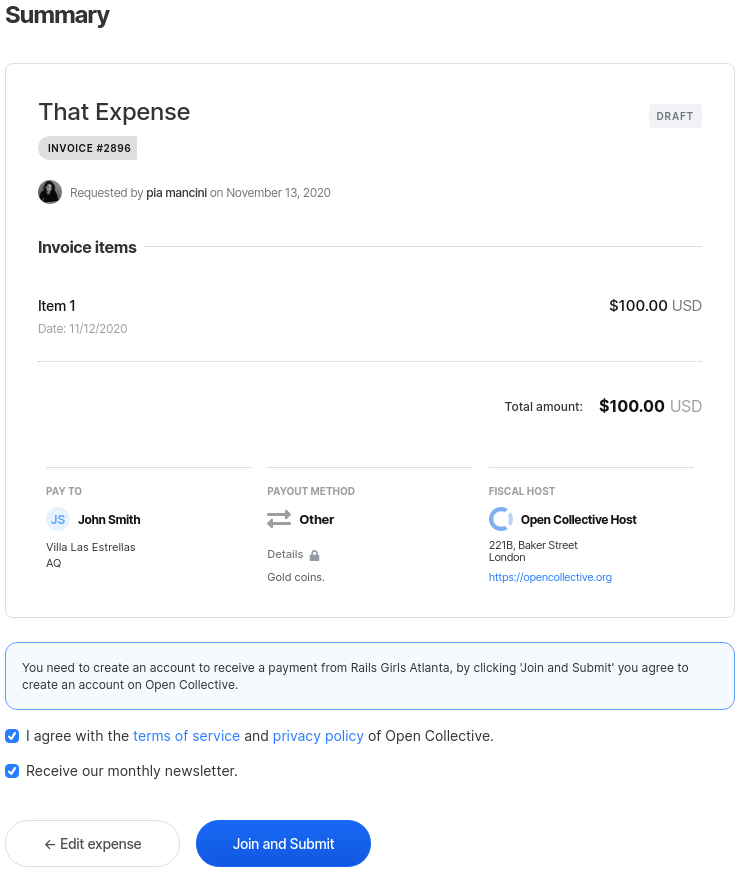 Summary
That Expense
DRAFT
INVOICE #2896
Requested by pia mancini on November 13, 2020
Invoice items
Item 1
$100.00 USD
Date: 11/12/2020
Total amount: $100.00 USD
PAY TO
JS John Smith
Villa Las Estrellas
AQ
PAYOUT METHOD
Other
Details
Gold coins.
FISCAL HOST
Open Collective Host
221B, Baker Street
London
https://opencollective.org
You need to create an account to receive a payment from Rails Girls Atlanta, by clicking 'Join and Submit' you agree to
create an account on Open Collective.
I agree with the terms of service and privacy policy of Open Collective.
Receive our monthly newsletter.
← Edit expense
Join and Submit